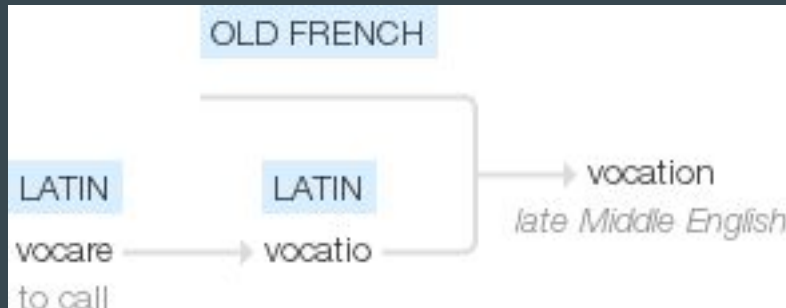 OLD FRENCH
LATIN LATIN
vocation
late Middle English
vocare vocatio
to call